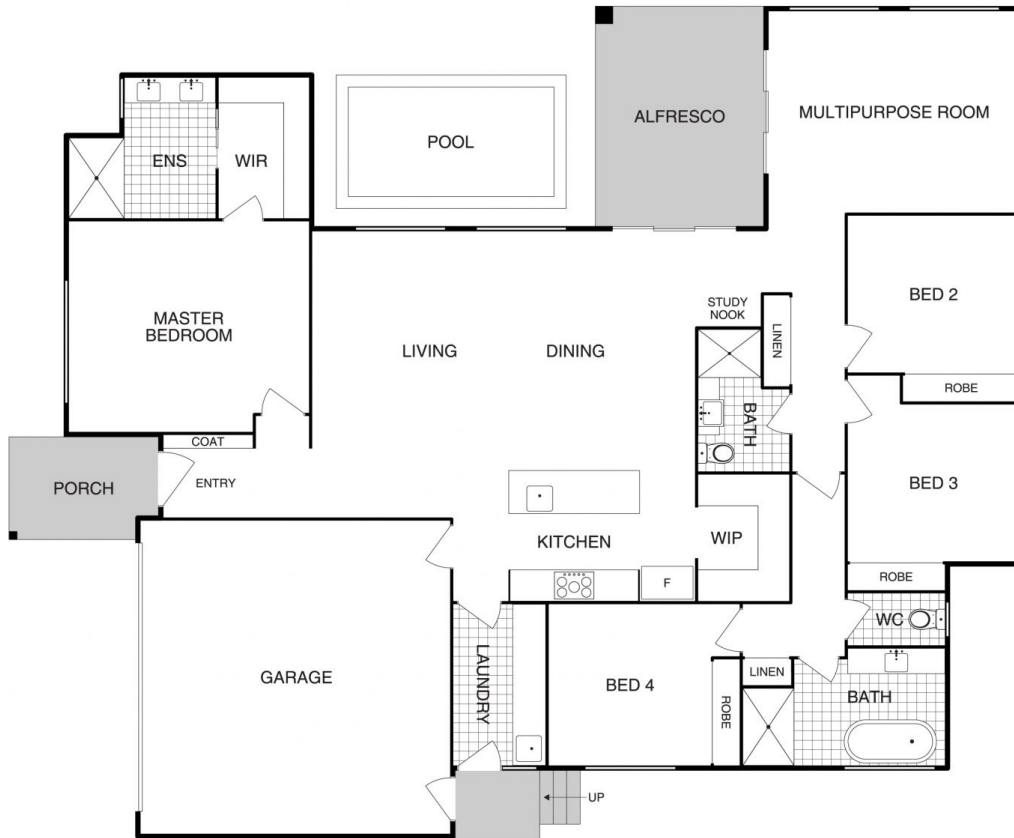 ALFRESCO
MULTIPURPOSE ROOM
POOL
ENS
WIR
BED 2
STUDY
NOOK
LINEN
MASTER
BEDROOM
LIVING
DINING
ROBE
BATH
COAT
ENTRY
PORCH
BED 3
KITCHEN
WIP
F
ROBE
WC
GARAGE
LAUNDRY
BED 4
LINEN
ROBE
BATH
UP